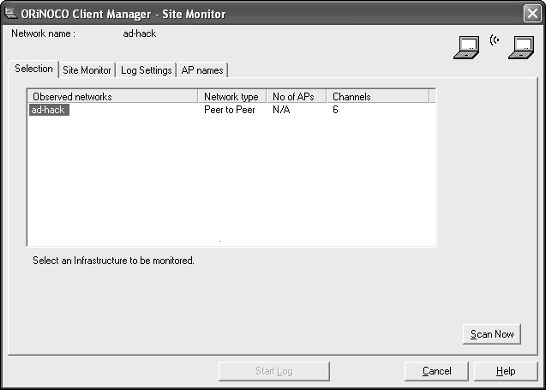 ORiNOCO Client Manager - Site Monitor
Network name : ad-hack
Selection Site Monitor Log Settings AP names
Observed networks Network type No of APs Channels
ad-hack Peer to Peer N/A 6
Select an Infrastructure to be monitored.
Scan Now
Start Log Cancel Help